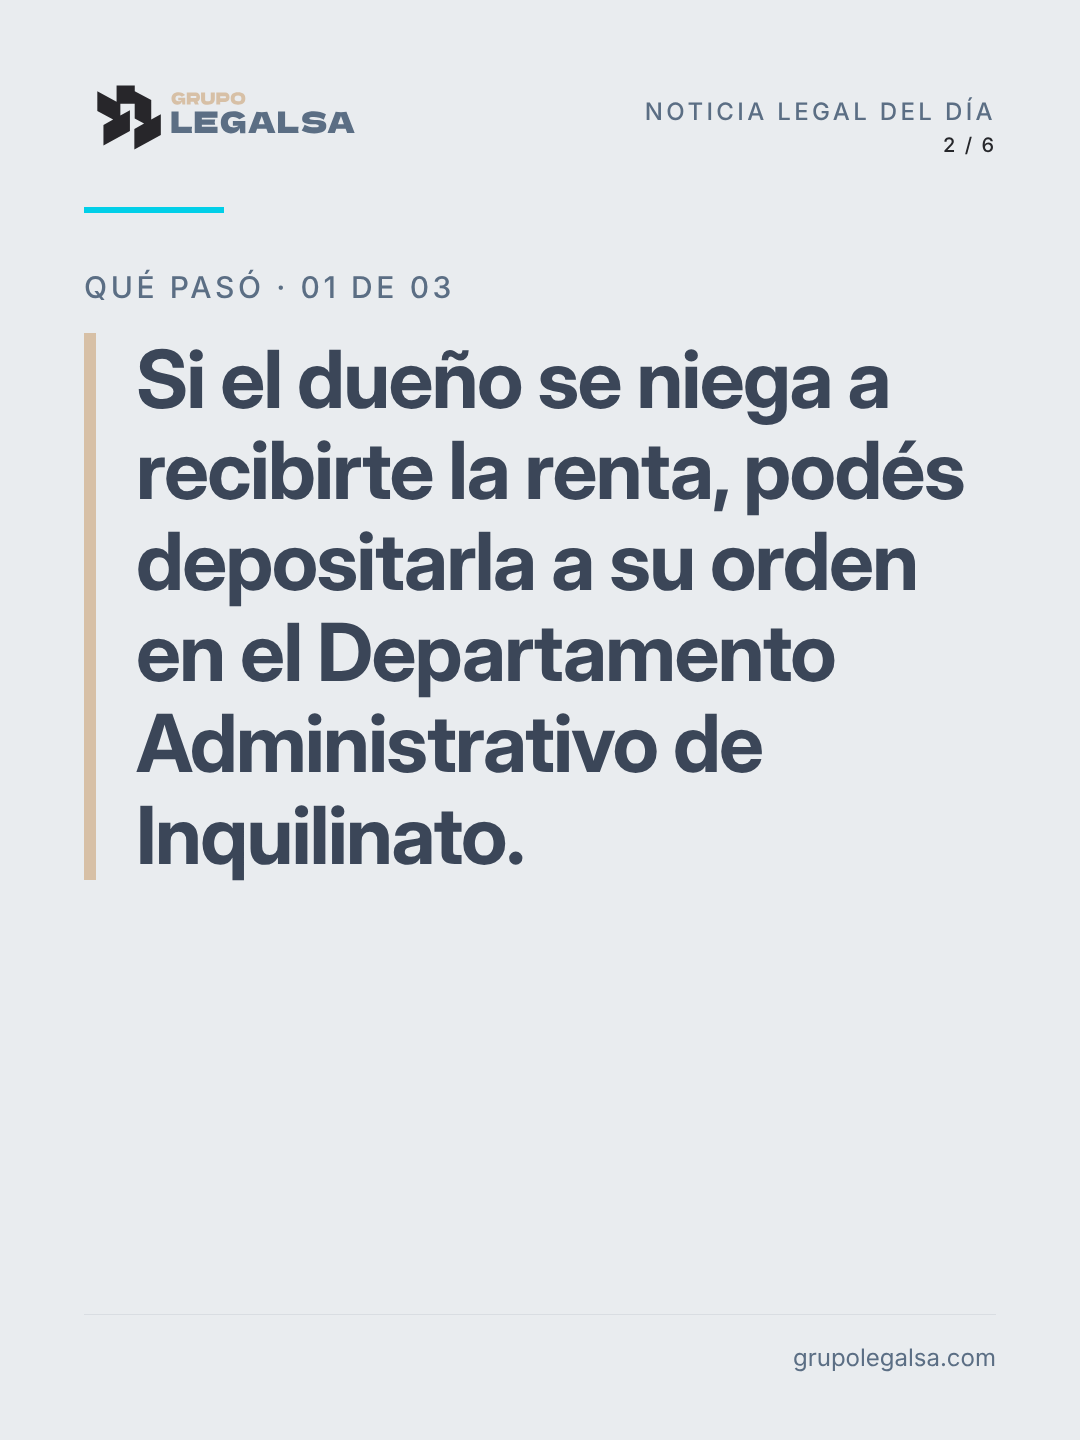 GRUPO
LEGALSA
NOTICIA LEGAL DEL DÍA
2 / 6
QUÉ PASÓ · 01 DE 03
Si el dueño se niega a
recibirte la renta, podés
depositarla a su orden
en el Departamento
Administrativo de
Inquilinato.
grupolegalsa.com